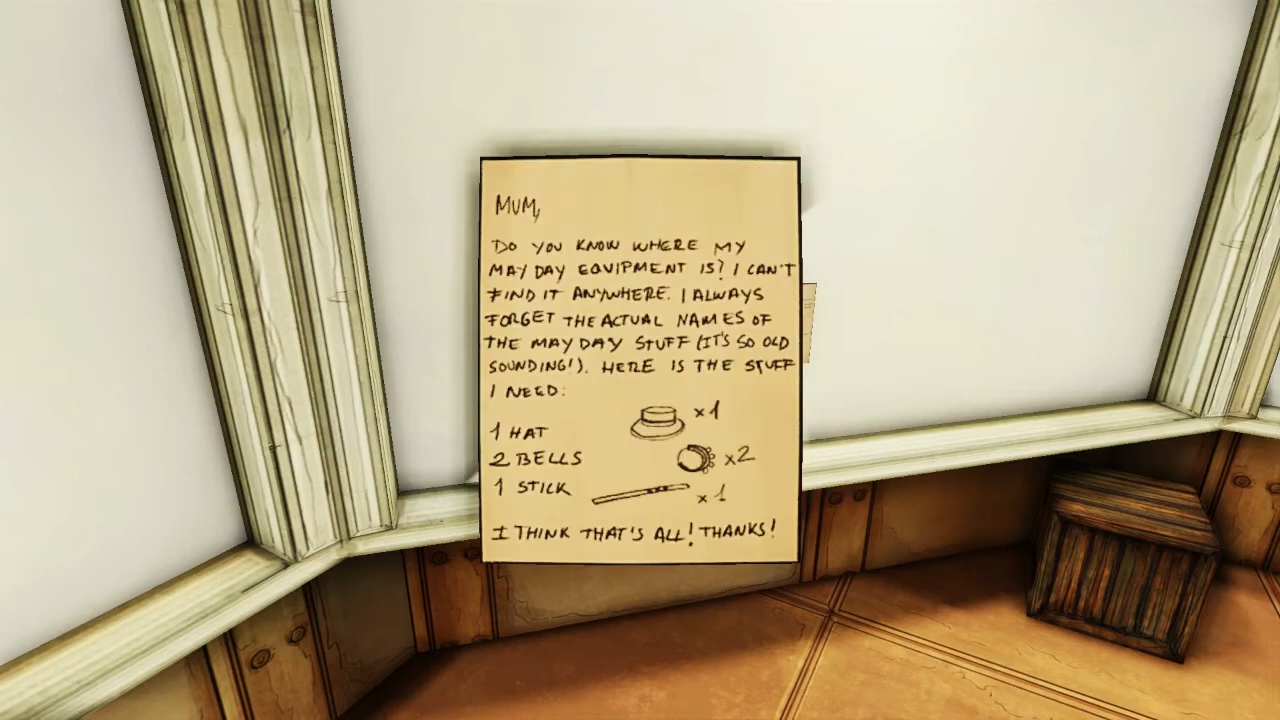 MUM,
DO YOU KNOW WHERE MY
MAY DAY EQUIPMENT IS? I CAN'T
FIND IT ANYWHERE. I ALWAYS
FORGET THE ACTUAL NAMES OF
THE MAY DAY STUFF (IT'S SO OLD
SOUNDING!). HERE IS THE STUFF
I NEED:
1 HAT x1
2 BELLS x2
1 STICK x1
I THINK THAT'S ALL! THANKS!